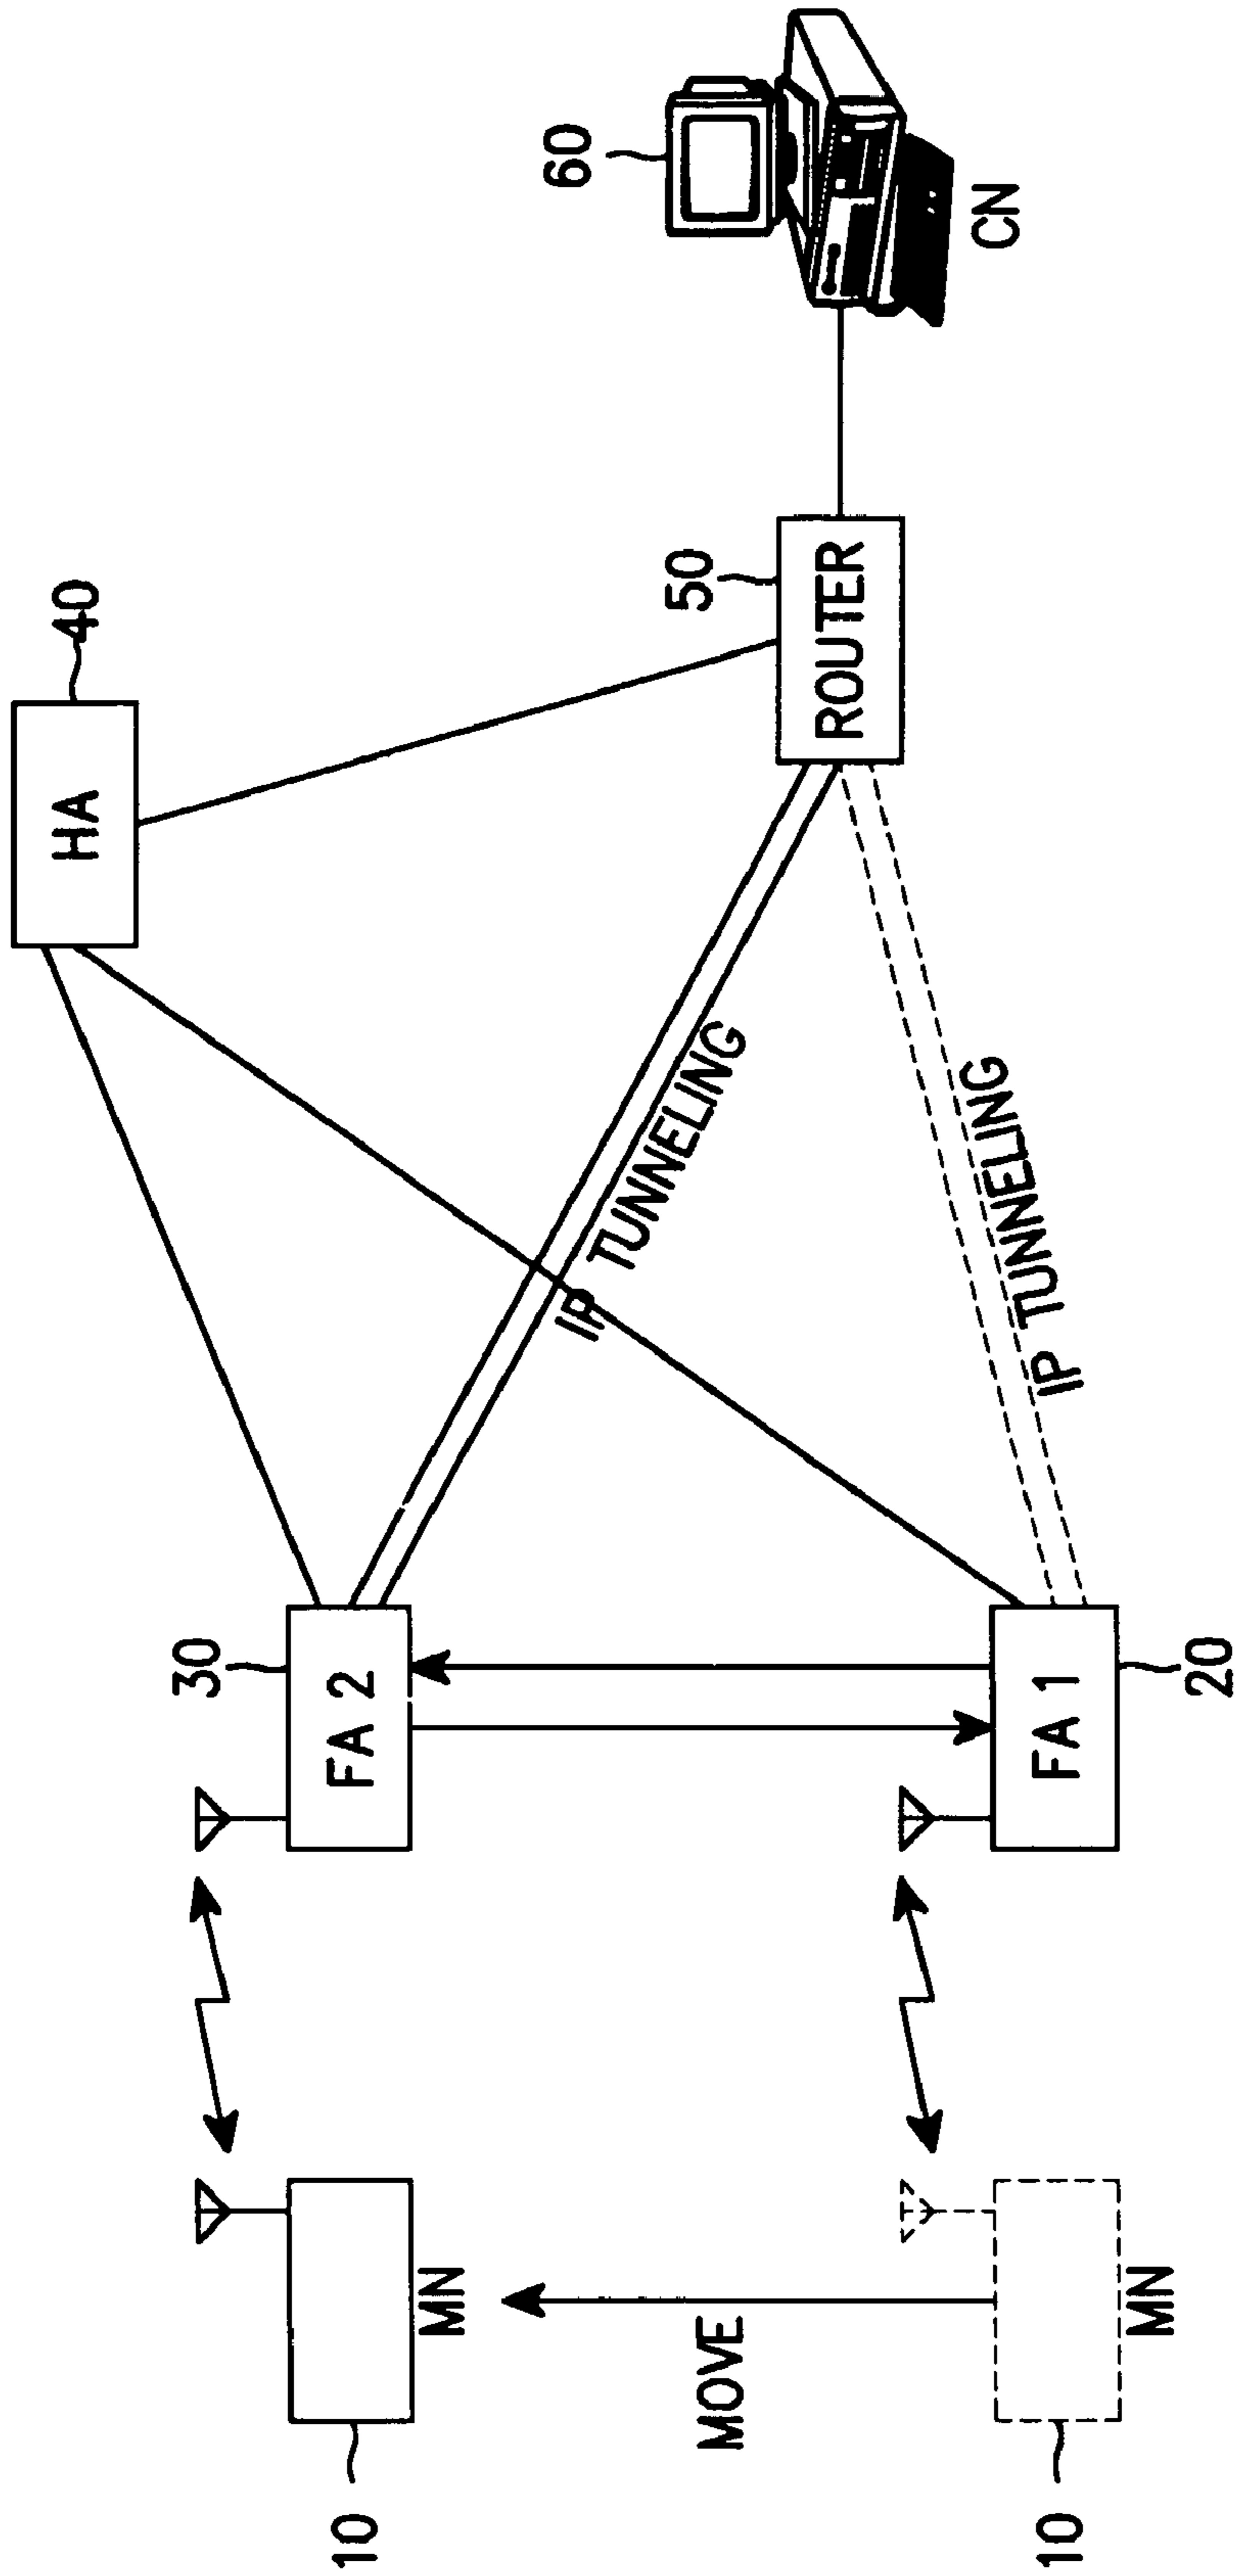 10
MN
MOVE
10
MN
30
FA 2
20
FA 1
IP TUNNELING
IP TUNNELING
HA
40
50
ROUTER
60
CN